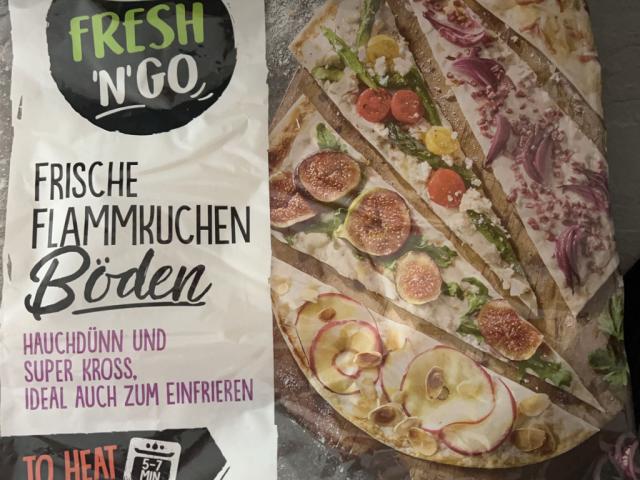 FRESH
'N'GO
FRISCHE
FLAMMKUCHEN
Böden
HAUCHDÜNN UND
SUPER KROSS,
IDEAL AUCH ZUM EINFRIEREN
TO HEAT
5-7
MIN